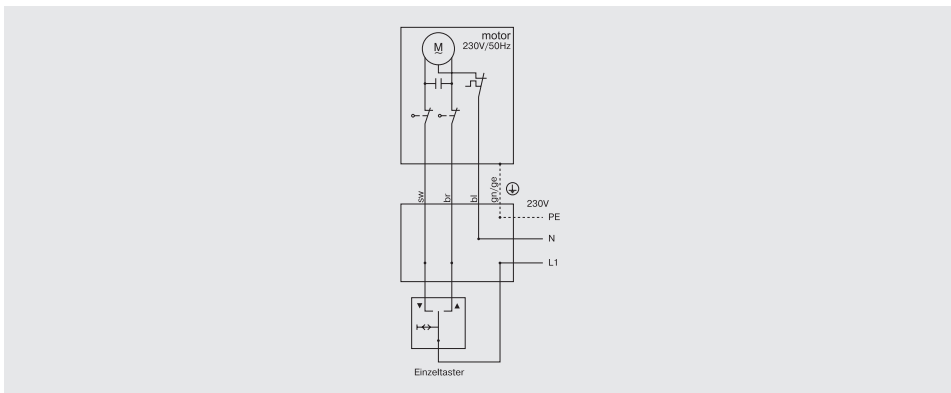 motor
230V/50Hz
M
~
sw
br
bl
gn/ge
230V
PE
N
L1
Einzeltaster